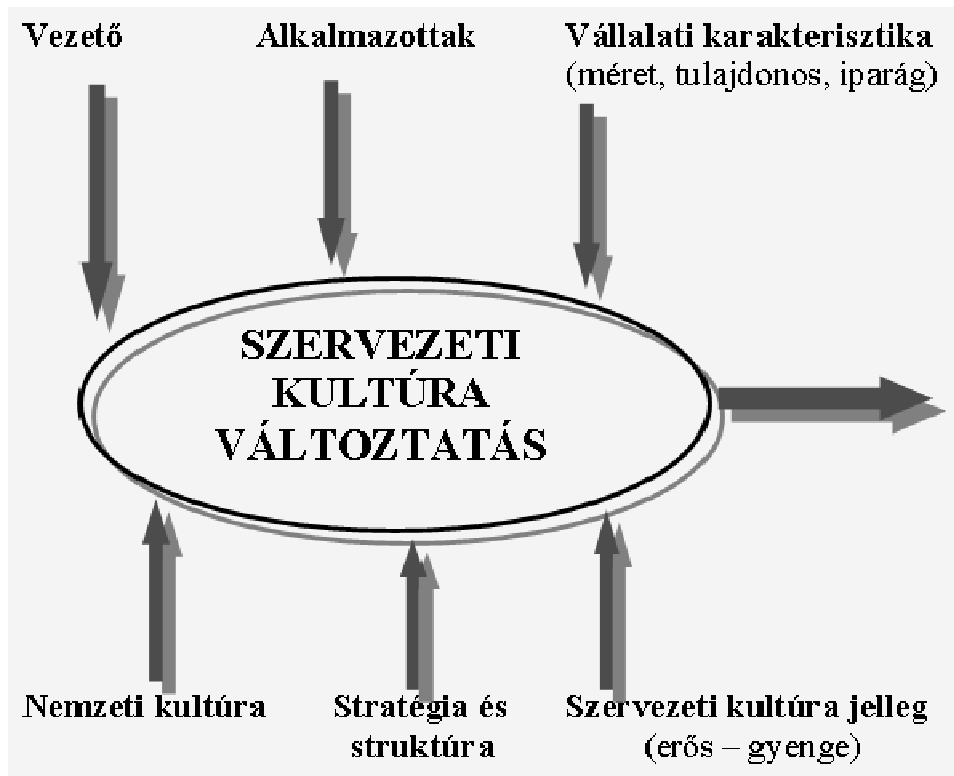 Vezető
Alkalmazottak
Vállalati karakterisztika
(méret, tulajdonos, iparág)
SZERVEZETI
KULTÚRA
VÁLTOZTATÁS
Nemzeti kultúra
Stratégia és
struktúra
Szervezeti kultúra jelleg
(erős – gyenge)